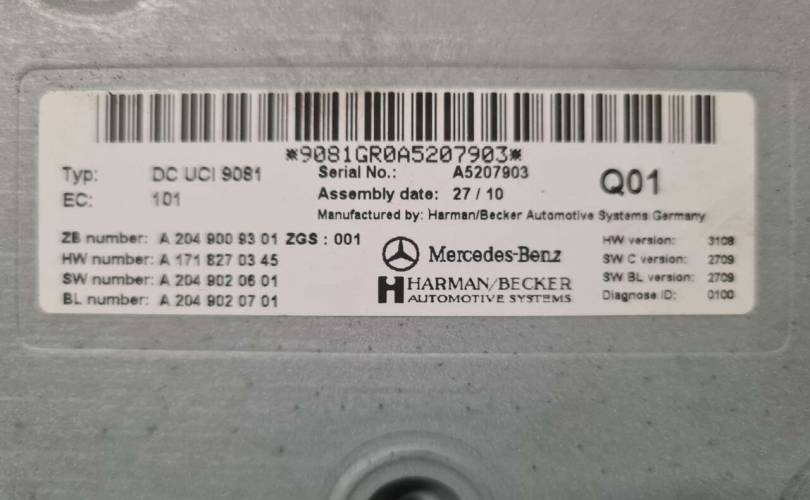 *9081GR0A5207903*
Typ: DC UCI 9081
EC: 101
Serial No.: A5207903
Assembly date: 27 / 10
Manufactured by: Harman/Becker Automotive Systems Germany
Q01
ZB number: A 204 900 93 01 ZGS : 001
HW number: A 171 827 03 45
SW number: A 204 902 06 01
BL number: A 204 902 07 01
Mercedes-Benz
HARMAN/BECKER
AUTOMOTIVE SYSTEMS
HW version: 3108
SW C version: 2709
SW BL version: 2709
Diagnose ID: 0100